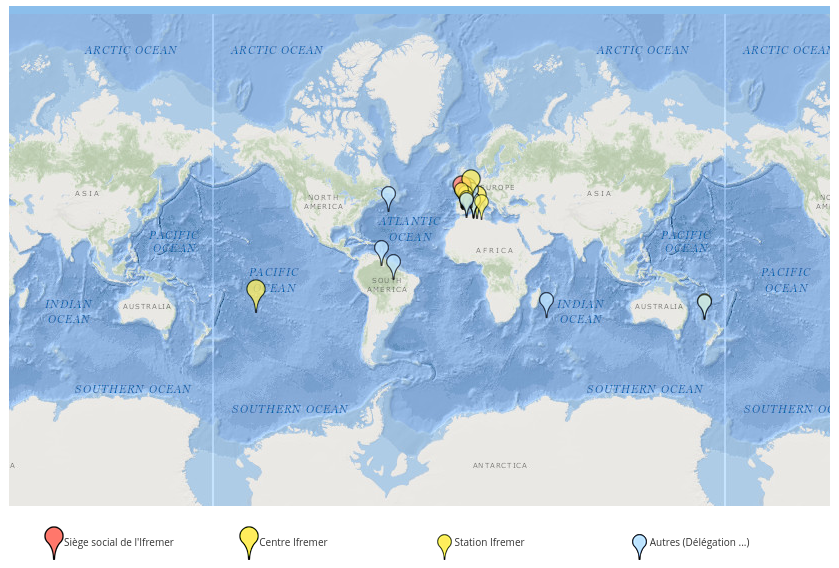 ARCTIC OCEAN
ARCTIC OCEAN
ARCTIC OCEAN
ARCTIC OCEAN
EUROPE
ASIA
NORTH
AMERICA
ASIA
ATLANTIC
OCEAN
PACIFIC
OCEAN
PACIFIC
OCEAN
AFRICA
PACIFIC
OCEAN
PACIFIC
OCEAN
SOUTH
AMERICA
INDIAN
OCEAN
AUSTRALIA
INDIAN
OCEAN
AUSTRALIA
SOUTHERN OCEAN
SOUTHERN OCEAN
SOUTHERN OCEAN
SOUTHERN OC
A
ANTARCTICA
Siège social de l'Ifremer
Centre Ifremer
Station Ifremer
Autres (Délégation ...)